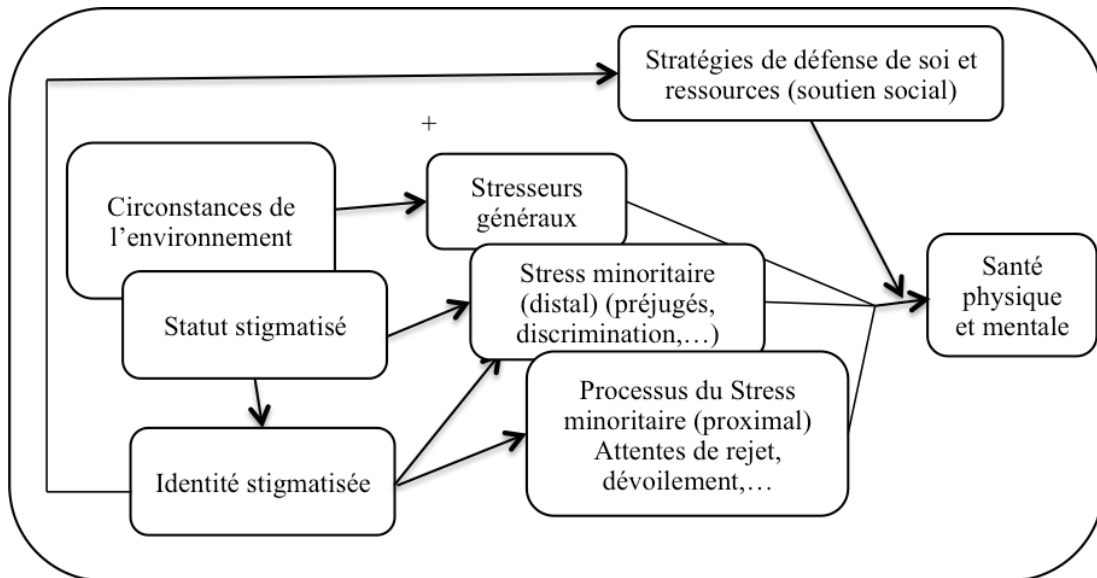 Stratégies de défense de soi et
ressources (soutien social)
+
Circonstances de
l’environnement
Stresseurs
généraux
Statut stigmatisé
Stress minoritaire
(distal) (préjugés,
discrimination,…)
Santé
physique
et mentale
Identité stigmatisée
Processus du Stress
minoritaire (proximal)
Attentes de rejet,
dévoilement,…